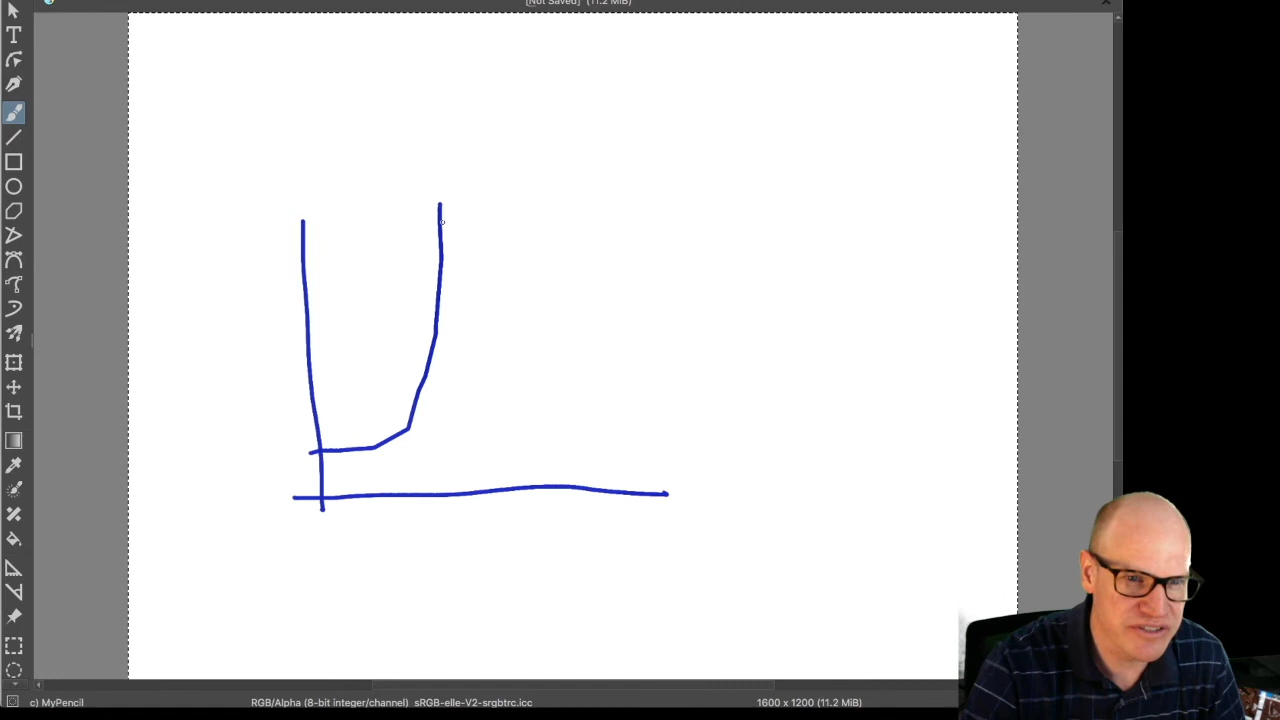 [Not Saved] (11.2 MiB)
c) MyPencil
RGB/Alpha (8-bit integer/channel) sRGB-elle-V2-srgbtrc.icc
1600 x 1200 (11.2 MiB)